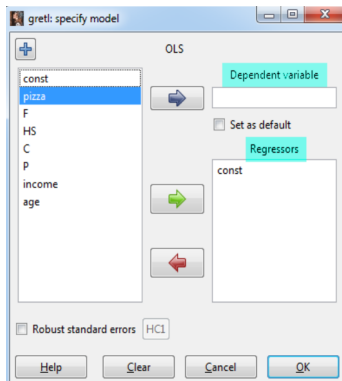 gretl: specify model
OLS
const
pizza
F
HS
C
P
income
age
Dependent variable
Set as default
Regressors
const
Robust standard errors HC1
Help Clear Cancel OK